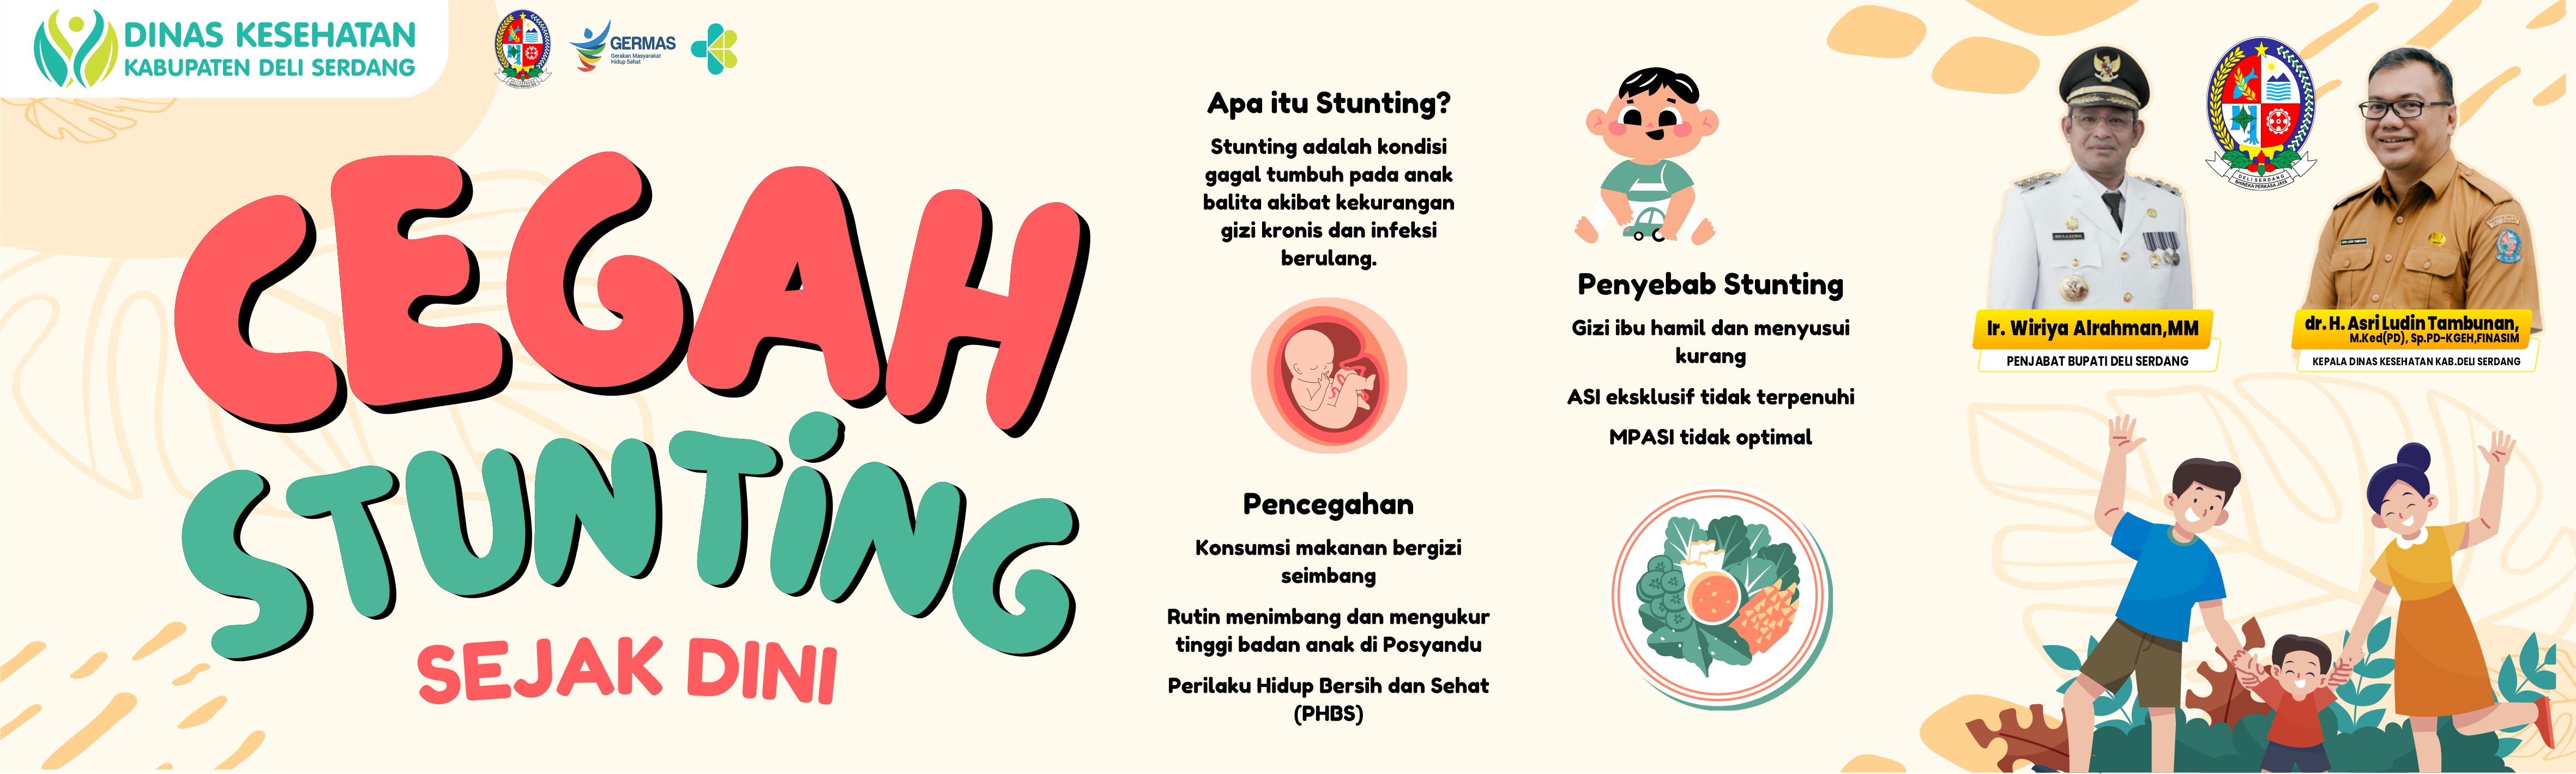 DINAS KESEHATAN
KABUPATEN DELI SERDANG
GERMAS
Gerakan Masyarakat
Hidup Sehat
CEGAH
STUNTiNG
SEJAK DINI
Apa itu Stunting?
Stunting adalah kondisi
gagal tumbuh pada anak
balita akibat kekurangan
gizi kronis dan infeksi
berulang.
Pencegahan
Konsumsi makanan bergizi
seimbang
Rutin menimbang dan mengukur
tinggi badan anak di Posyandu
Perilaku Hidup Bersih dan Sehat
(PHBS)
Penyebab Stunting
Gizi ibu hamil dan menyusui
kurang
ASI eksklusif tidak terpenuhi
MPASI tidak optimal
DELI SERDANG
BHINEKA PERKASA JAYA
Ir. Wiriya Alrahman,MM
PENJABAT BUPATI DELI SERDANG
dr. H. Asri Ludin Tambunan,
M.Ked(PD), Sp.PD-KGEH,FINASIM
KEPALA DINAS KESEHATAN KAB.DELI SERDANG